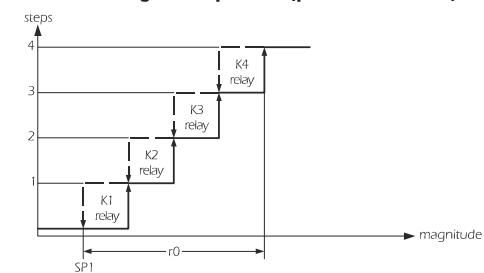 steps
4
K4
relay
3
K3
relay
2
K2
relay
1
K1
relay
magnitude
r0
SP1